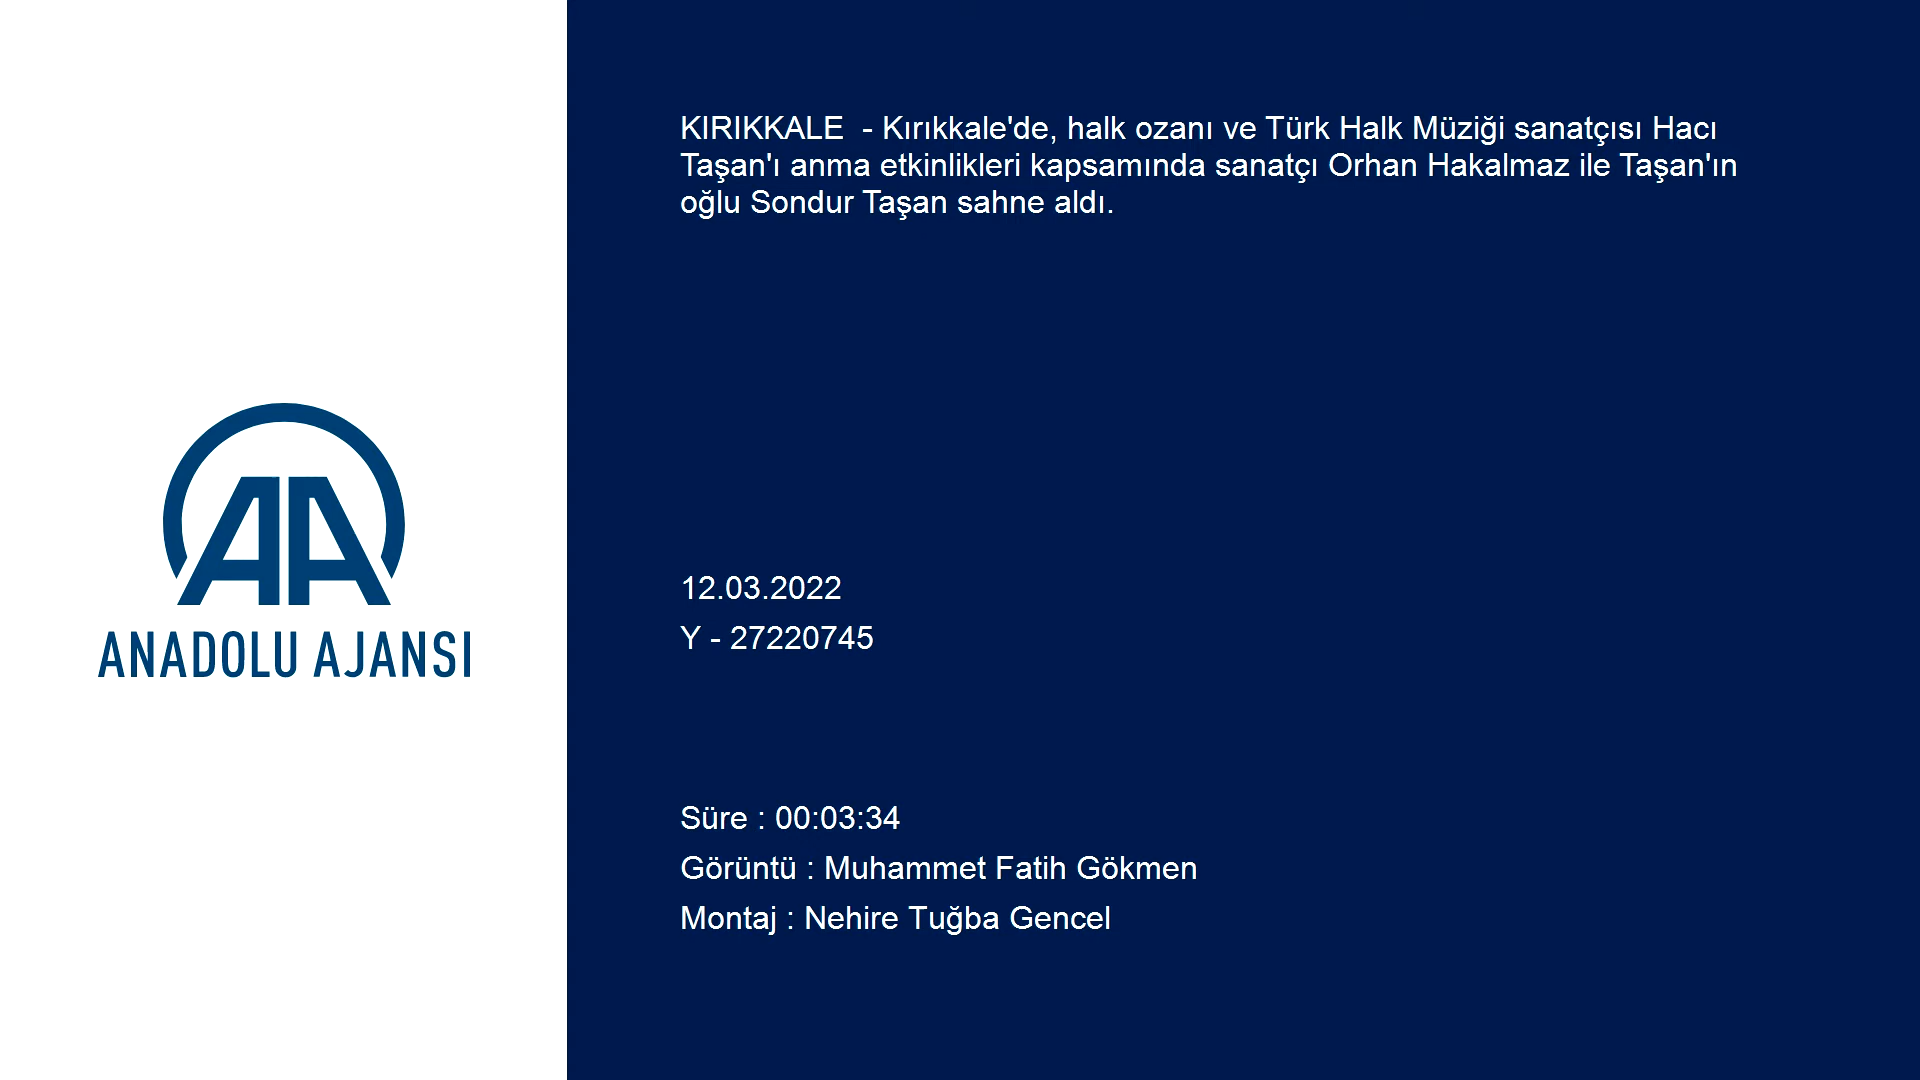 KIRIKKALE  - Kırıkkale'de, halk ozanı ve Türk Halk Müziği sanatçısı Hacı
Taşan'ı anma etkinlikleri kapsamında sanatçı Orhan Hakalmaz ile Taşan'ın
oğlu Sondur Taşan sahne aldı.
AA
ANADOLU AJANSI
12.03.2022
Y - 27220745
Süre : 00:03:34
Görüntü : Muhammet Fatih Gökmen
Montaj : Nehire Tuğba Gencel